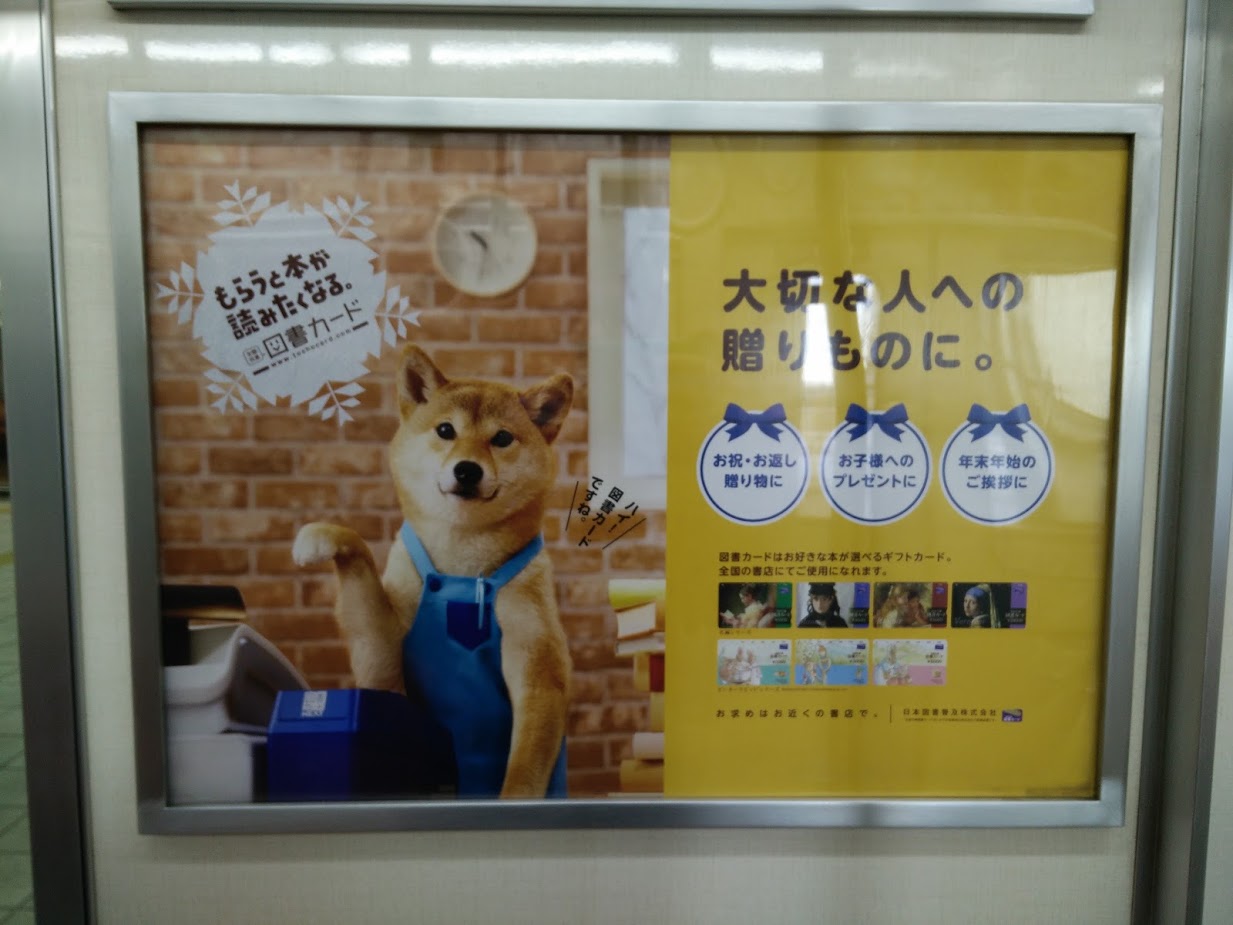 もらうと本が
読みたくなる。
図書カード
www.toshocard.com
ハイ!
図書カード
ですね。
大切な人への
贈りものに。
お祝・お返し
贈り物に
お子様への
プレゼントに
年末年始の
ご挨拶に
図書カードはお好きな本が選べるギフトカード。
全国の書店にてご使用になれます。
お求めはお近くの書店で。
日本図書普及株式会社